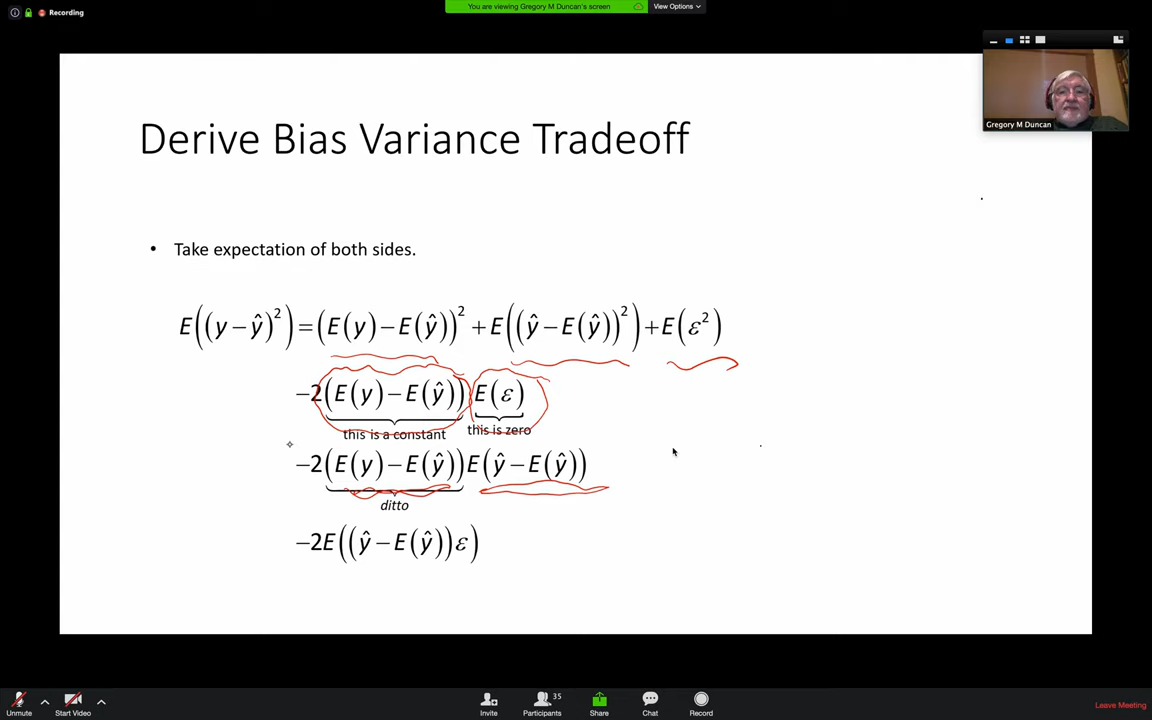 Recording
You are viewing Gregory M Duncan's screen
View Options
Gregory M Duncan
Derive Bias Variance Tradeoff
• Take expectation of both sides.
E((y−ŷ)²)=(E(y)−E(ŷ))²+E((ŷ−E(ŷ))²)+E(ε²)
−2(E(y)−E(ŷ))E(ε)
this is a constant this is zero
−2(E(y)−E(ŷ))E(ŷ−E(ŷ))
ditto
−2E((ŷ−E(ŷ))ε)
Unmute
Start Video
Invite
Participants
35
Share
Chat
Record
Leave Meeting